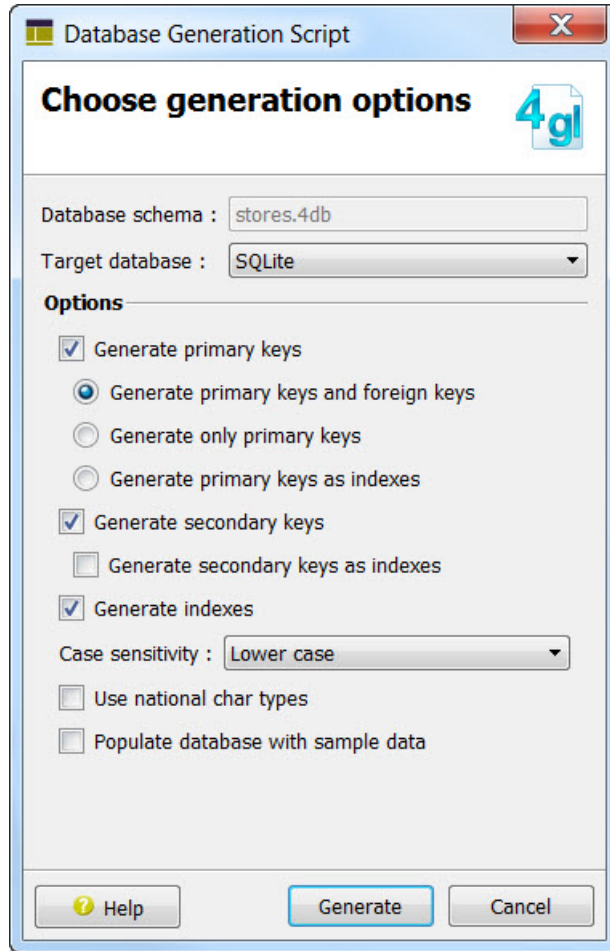 Database Generation Script
Choose generation options
4gl
Database schema : stores.4db
Target database : SQLite
Options
Generate primary keys
Generate primary keys and foreign keys
Generate only primary keys
Generate primary keys as indexes
Generate secondary keys
Generate secondary keys as indexes
Generate indexes
Case sensitivity : Lower case
Use national char types
Populate database with sample data
Help Generate Cancel